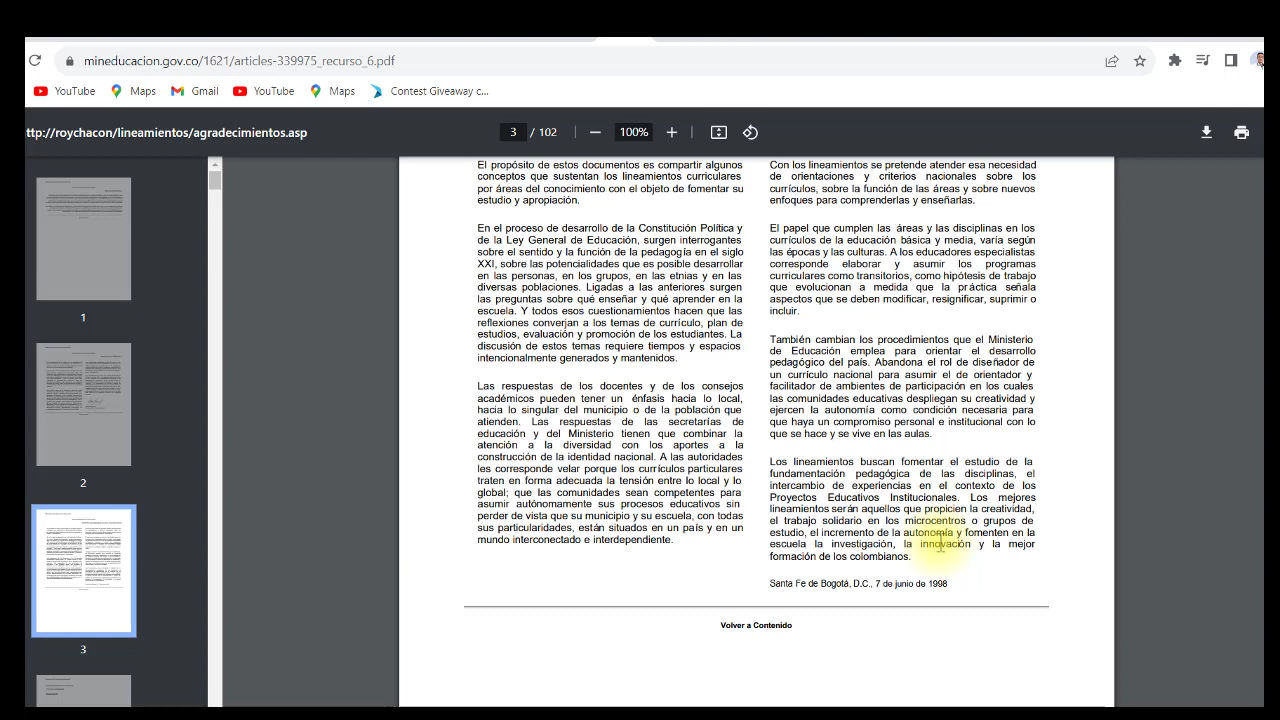 mineducacion.gov.co/1621/articles-339975_recurso_6.pdf
YouTube
Maps
Gmail
YouTube
Maps
Contest Giveaway c...
ttp://roychacon/lineamientos/agradecimientos.asp
3 / 102
100%
1
2
3
El propósito de estos documentos es compartir algunos
conceptos que sustentan los lineamientos curriculares
por áreas del conocimiento con el objeto de fomentar su
estudio y apropiación.
En el proceso de desarrollo de la Constitución Política y
de la Ley General de Educación, surgen interrogantes
sobre el sentido y la función de la pedagogía en el siglo
XXI, sobre las potencialidades que es posible desarrollar
en las personas, en los grupos, en las etnias y en las
diversas poblaciones. Ligadas a las anteriores surgen
las preguntas sobre qué enseñar y qué aprender en la
escuela. Y todos esos cuestionamientos hacen que las
reflexiones converjan a los temas de currículo, plan de
estudios, evaluación y promoción de los estudiantes. La
discusión de estos temas requiere tiempos y espacios
intencionalmente generados y mantenidos.
Las respuestas de los docentes y de los consejos
académicos pueden tener un énfasis hacia lo local,
hacia lo singular del municipio o de la población que
atienden. Las respuestas de las secretarías de
educación y del Ministerio tienen que combinar la
atención a la diversidad con los aportes a la
construcción de la identidad nacional. A las autoridades
les corresponde velar porque los currículos particulares
traten en forma adecuada la tensión entre lo local y lo
global; que las comunidades sean competentes para
asumir autónomamente sus procesos educativos sin
perder de vista que su municipio y su escuela, con todas
sus particularidades, están situados en un país y en un
mundo interconectado e interdependiente.
Con los lineamientos se pretende atender esa necesidad
de orientaciones y criterios nacionales sobre los
currículos, sobre la función de las áreas y sobre nuevos
enfoques para comprenderlas y enseñarlas.
El papel que cumplen las áreas y las disciplinas en los
currículos de la educación básica y media, varía según
las épocas y las culturas. A los educadores especialistas
corresponde elaborar y asumir los programas
curriculares como transitorios, como hipótesis de trabajo
que evolucionan a medida que la práctica señala
aspectos que se deben modificar, resignificar, suprimir o
incluir.
También cambian los procedimientos que el Ministerio
de Educación emplea para orientar el desarrollo
pedagógico del país. Abandona el rol de diseñador de
un currículo nacional para asumir el de orientador y
facilitador de ambientes de participación en los cuales
las comunidades educativas despliegan su creatividad y
ejercen la autonomía como condición necesaria para
que haya un compromiso personal e institucional con lo
que se hace y se vive en las aulas.
Los lineamientos buscan fomentar el estudio de la
fundamentación pedagógica de las disciplinas, el
intercambio de experiencias en el contexto de los
Proyectos Educativos Institucionales. Los mejores
lineamientos serán aquellos que propicien la creatividad,
el trabajo solidario en los microcentros o grupos de
estudio, el incremento de la autonomía y fomenten en la
escuela la investigación, la innovación y la mejor
formación de los colombianos.
Santa Fe de Bogotá, D.C., 7 de junio de 1998
Volver a Contenido